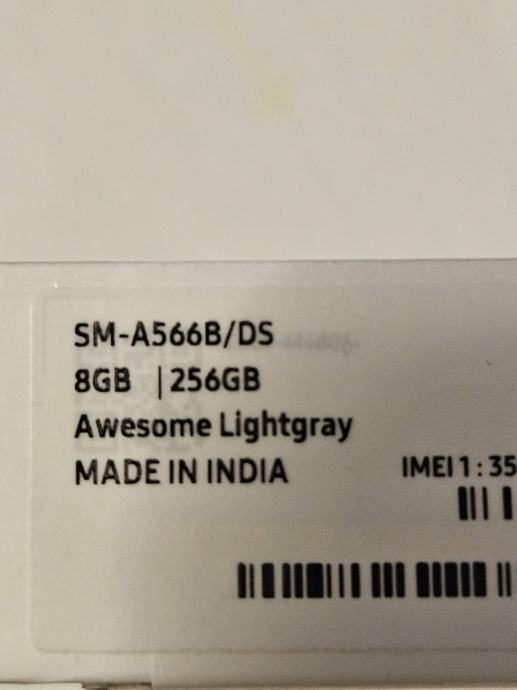 SM-A566B/DS
8GB | 256GB
Awesome Lightgray
MADE IN INDIA
IMEI 1 : 35